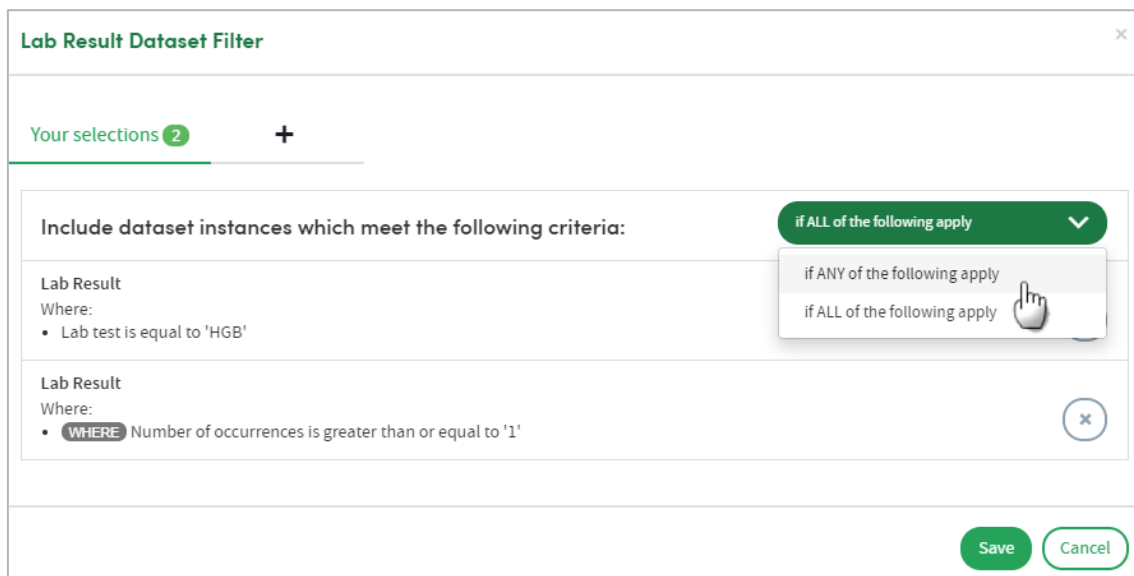 Lab Result Dataset Filter
×
Your selections 2
+
Include dataset instances which meet the following criteria:
if ALL of the following apply
if ANY of the following apply
if ALL of the following apply
Lab Result
Where:
• Lab test is equal to 'HGB'
Lab Result
Where:
• WHERE Number of occurrences is greater than or equal to '1'
×
Save
Cancel